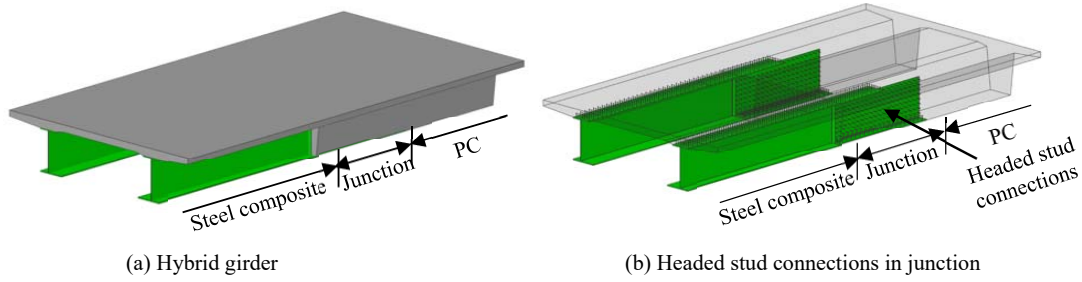 Steel composite
Junction
PC
(a) Hybrid girder
Steel composite
Junction
PC
Headed stud
connections
(b) Headed stud connections in junction